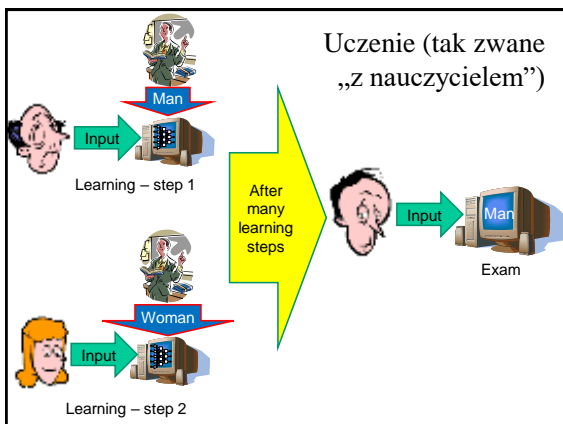 Uczenie (tak zwane
„z nauczycielem”)
Man
Input
Learning – step 1
After
many
learning
steps
Input
Man
Exam
Woman
Input
Learning – step 2